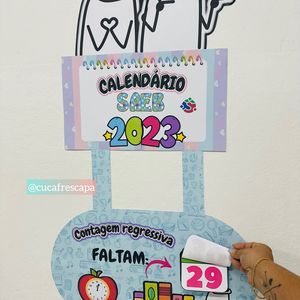 CALENDÁRIO
SAEB
2023
@cucafrescapa
Contagem regressiva
FALTAM:
29